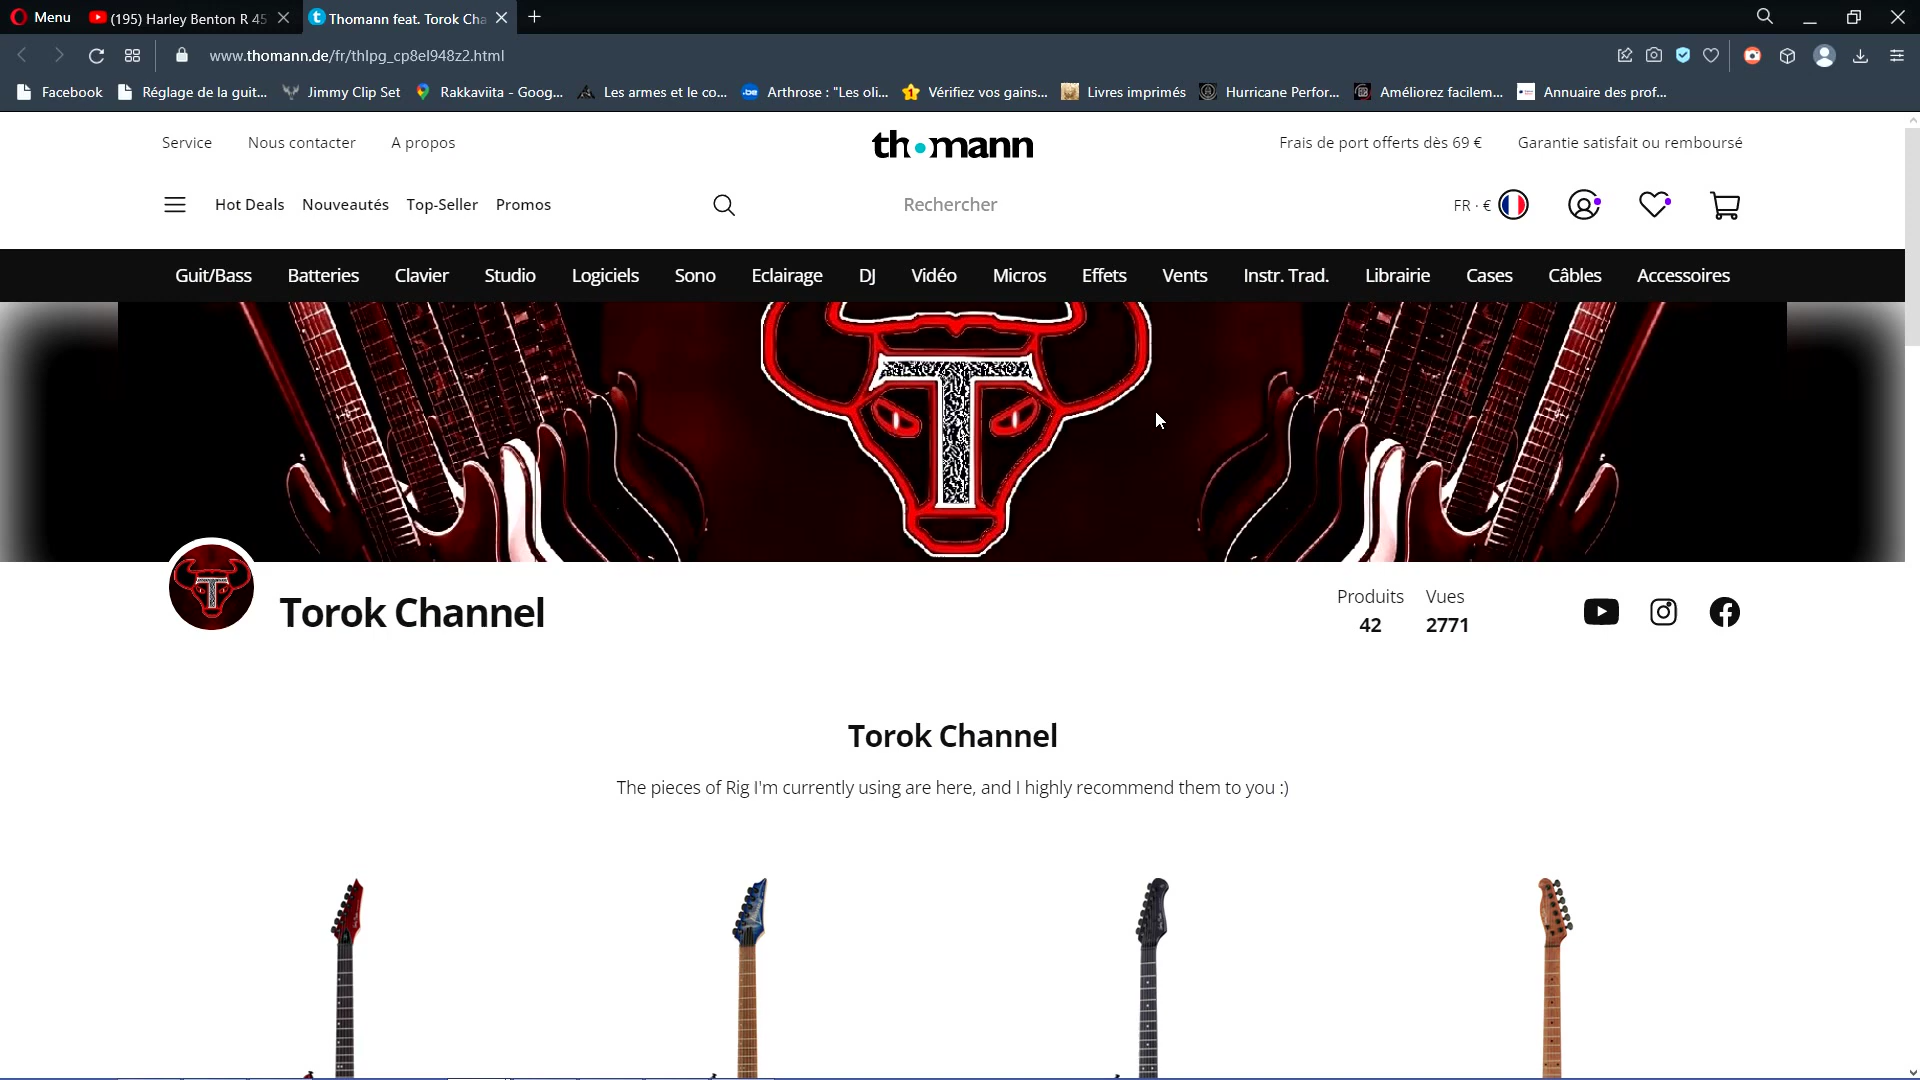 Menu
(195) Harley Benton R 45
Thomann feat. Torok Cha
www.thomann.de/fr/thlpg_cp8el948z2.html
Facebook
Réglage de la guit...
Jimmy Clip Set
Rakkaviita - Goog...
Les armes et le co...
Arthrose : "Les oli...
Vérifiez vos gains...
Livres imprimés
Hurricane Perfor...
Améliorez facilem...
Annuaire des prof...
Service
Nous contacter
A propos
thomann
Frais de port offerts dès 69 €
Garantie satisfait ou remboursé
Hot Deals
Nouveautés
Top-Seller
Promos
Rechercher
FR · €
Guit/Bass
Batteries
Clavier
Studio
Logiciels
Sono
Eclairage
DJ
Vidéo
Micros
Effets
Vents
Instr. Trad.
Librairie
Cases
Câbles
Accessoires
T
T
Torok Channel
Produits
42
Vues
2771
Torok Channel
The pieces of Rig I'm currently using are here, and I highly recommend them to you :)